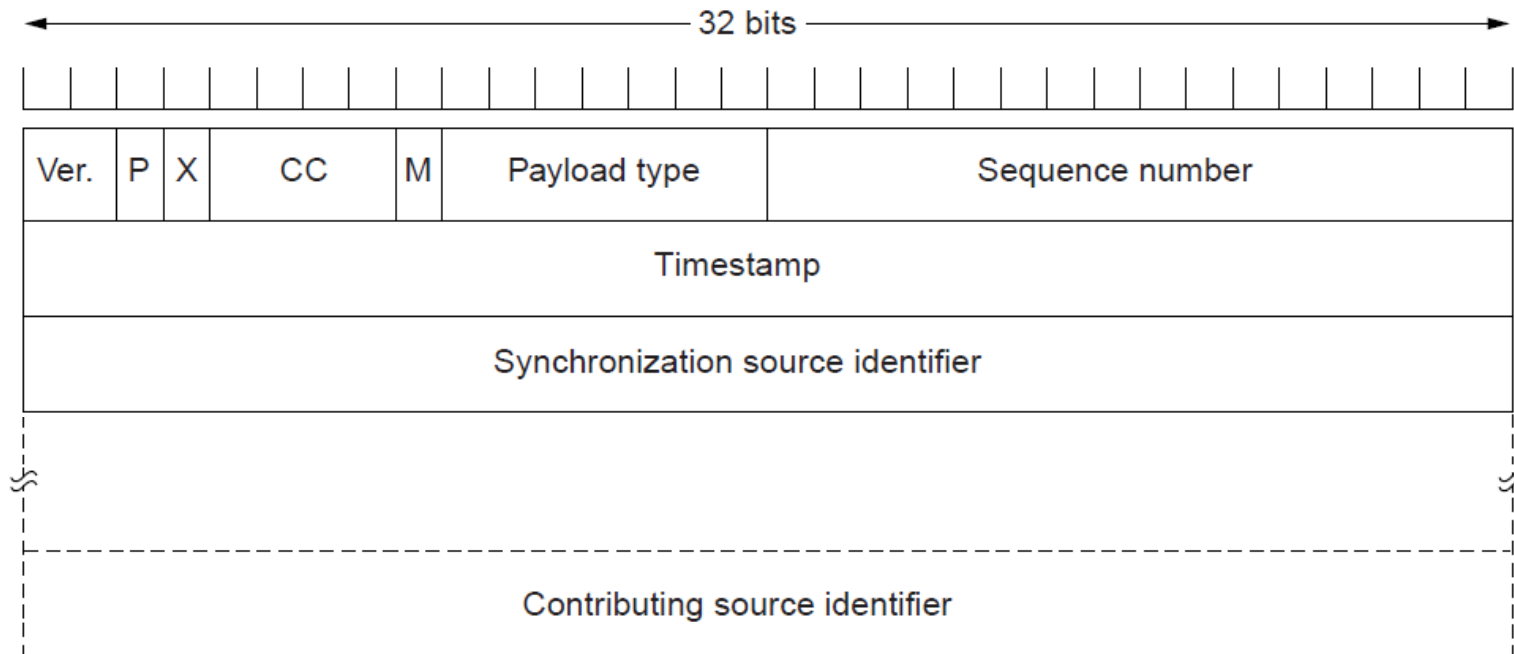 32 bits
Ver. P X CC M Payload type Sequence number
Timestamp
Synchronization source identifier
Contributing source identifier